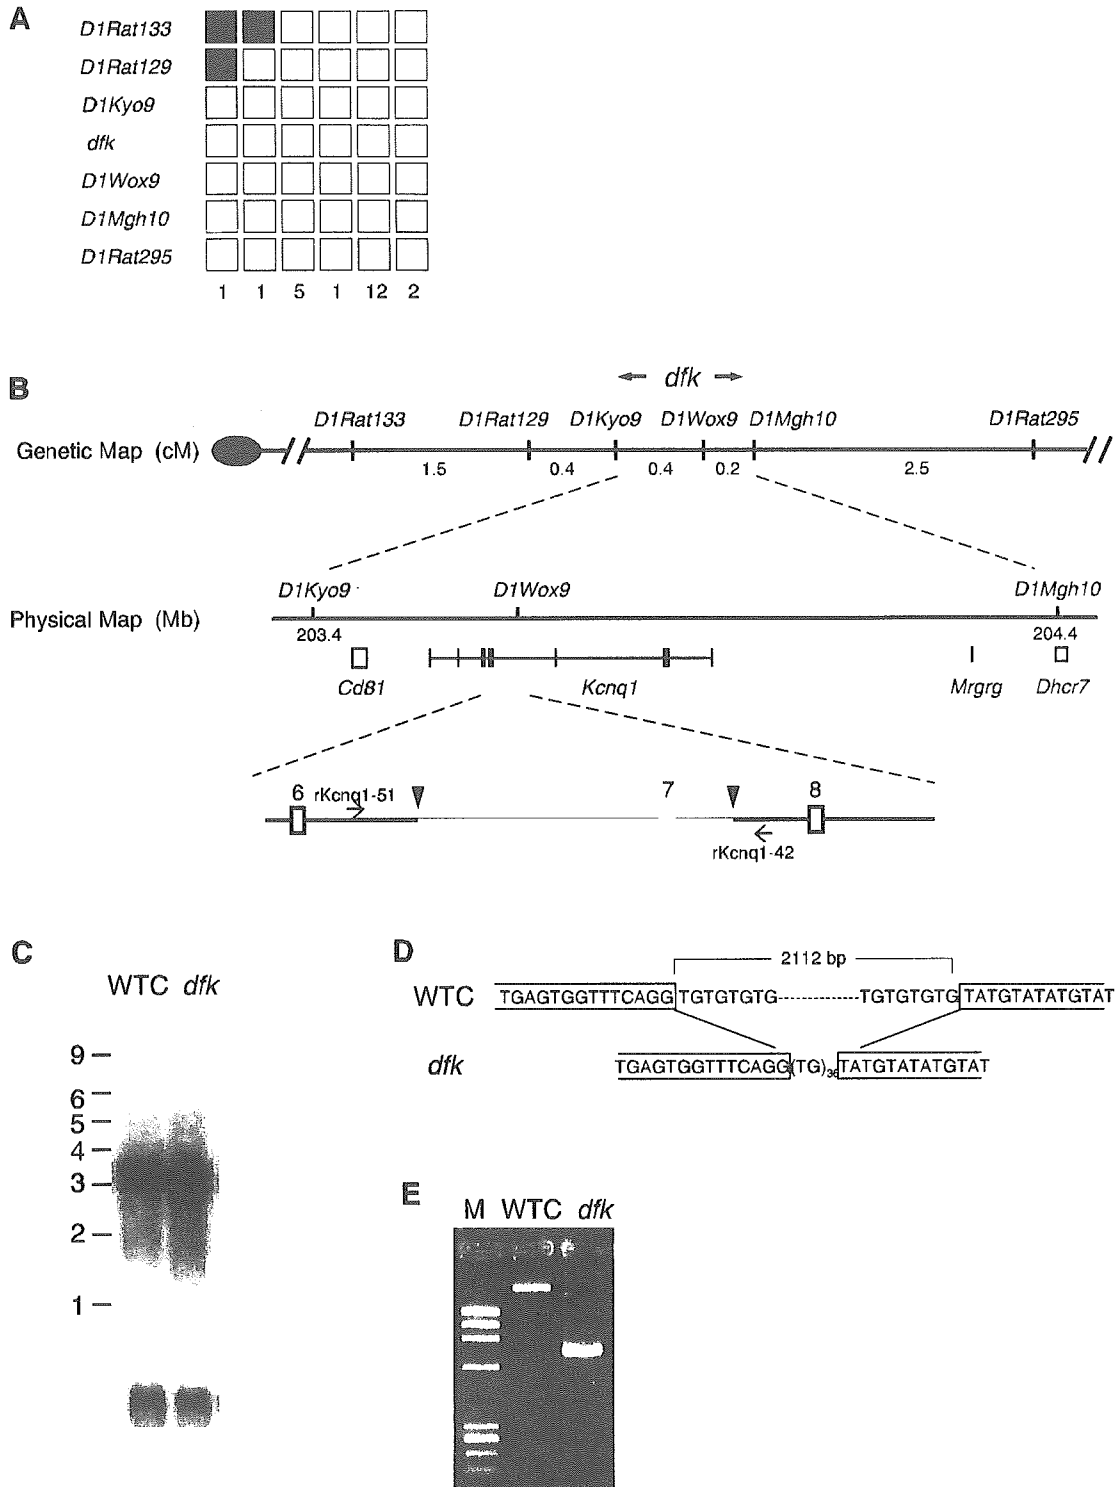 A
D1Rat133
D1Rat129
D1Kyo9
dfk
D1Wox9
D1Mgh10
D1Rat295
1 1 5 1 12 2
B
dfk
D1Rat133 D1Rat129 D1Kyo9 D1Wox9 D1Mgh10 D1Rat295
Genetic Map (cM)
1.5 0.4 0.4 0.2 2.5
D1Kyo9 D1Wox9 D1Mgh10
Physical Map (Mb)
203.4 204.4
Cd81 Kcnq1 Mrgrg Dhcr7
6 rKcnq1-51 7 8
rKcnq1-42
C
WTC dfk
9
6
5
4
3
2
1
D
2112 bp
WTC TGAGTGGTTTCAGG TGTGTGTG----------TGTGTGTG TATGTATATGTAT
dfk TGAGTGGTTTCAGG(TG)36TATGTATATGTAT
E
M WTC dfk